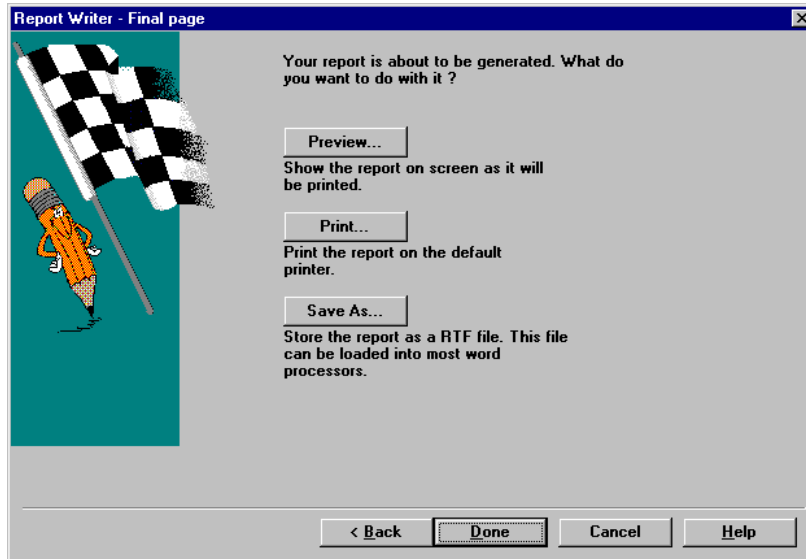 Report Writer - Final page
Your report is about to be generated. What do
you want to do with it ?
Preview...
Show the report on screen as it will
be printed.
Print...
Print the report on the default
printer.
Save As...
Store the report as a RTF file. This file
can be loaded into most word
processors.
< Back Done Cancel Help